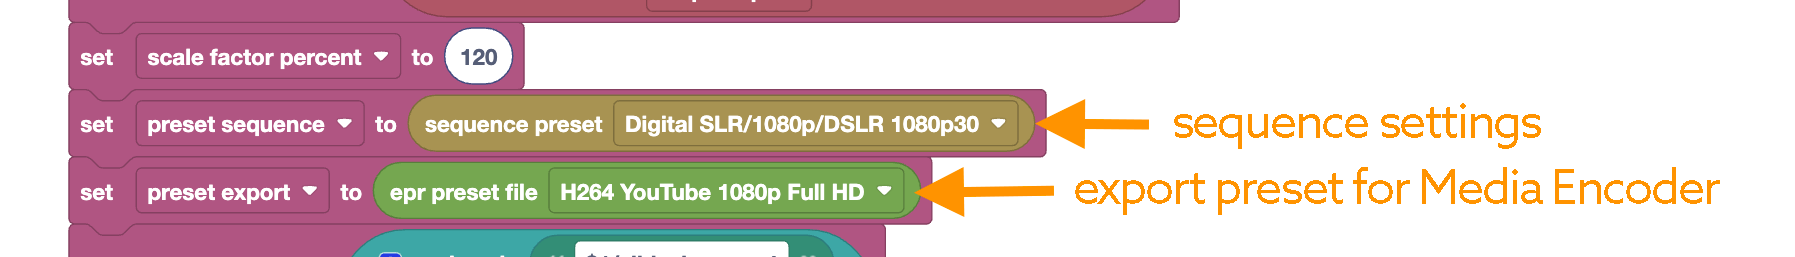 set scale factor percent to 120
set preset sequence to sequence preset Digital SLR/1080p/DSLR 1080p30 sequence settings
set preset export to epr preset file H264 YouTube 1080p Full HD export preset for Media Encoder